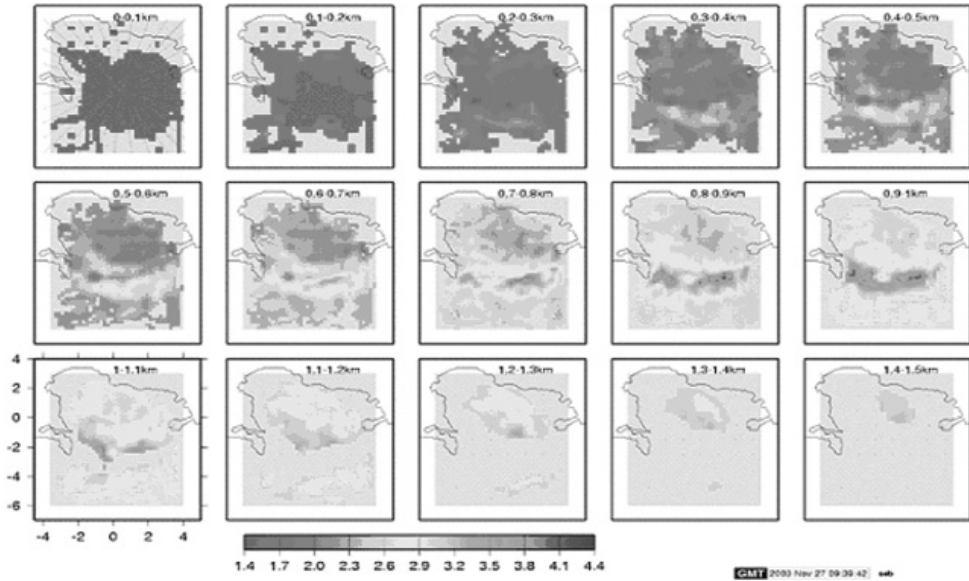 0-0.1km 0.1-0.2km 0.2-0.3km 0.3-0.4km 0.4-0.5km
0.5-0.6km 0.6-0.7km 0.7-0.8km 0.8-0.9km 0.9-1km
1-1.1km 1.1-1.2km 1.2-1.3km 1.3-1.4km 1.4-1.5km
4
2
0
-2
-4
-6
-4 -2 0 2 4
1.4 1.7 2.0 2.3 2.6 2.9 3.2 3.5 3.8 4.1 4.4
GMT 2003 Nov 27 09:39:42